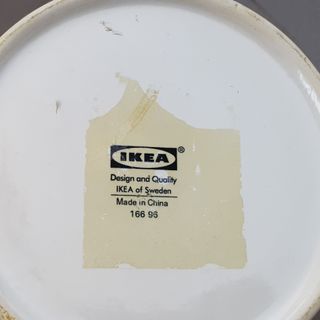 IKEA®
Design and Quality
IKEA of Sweden
Made in China
166 96